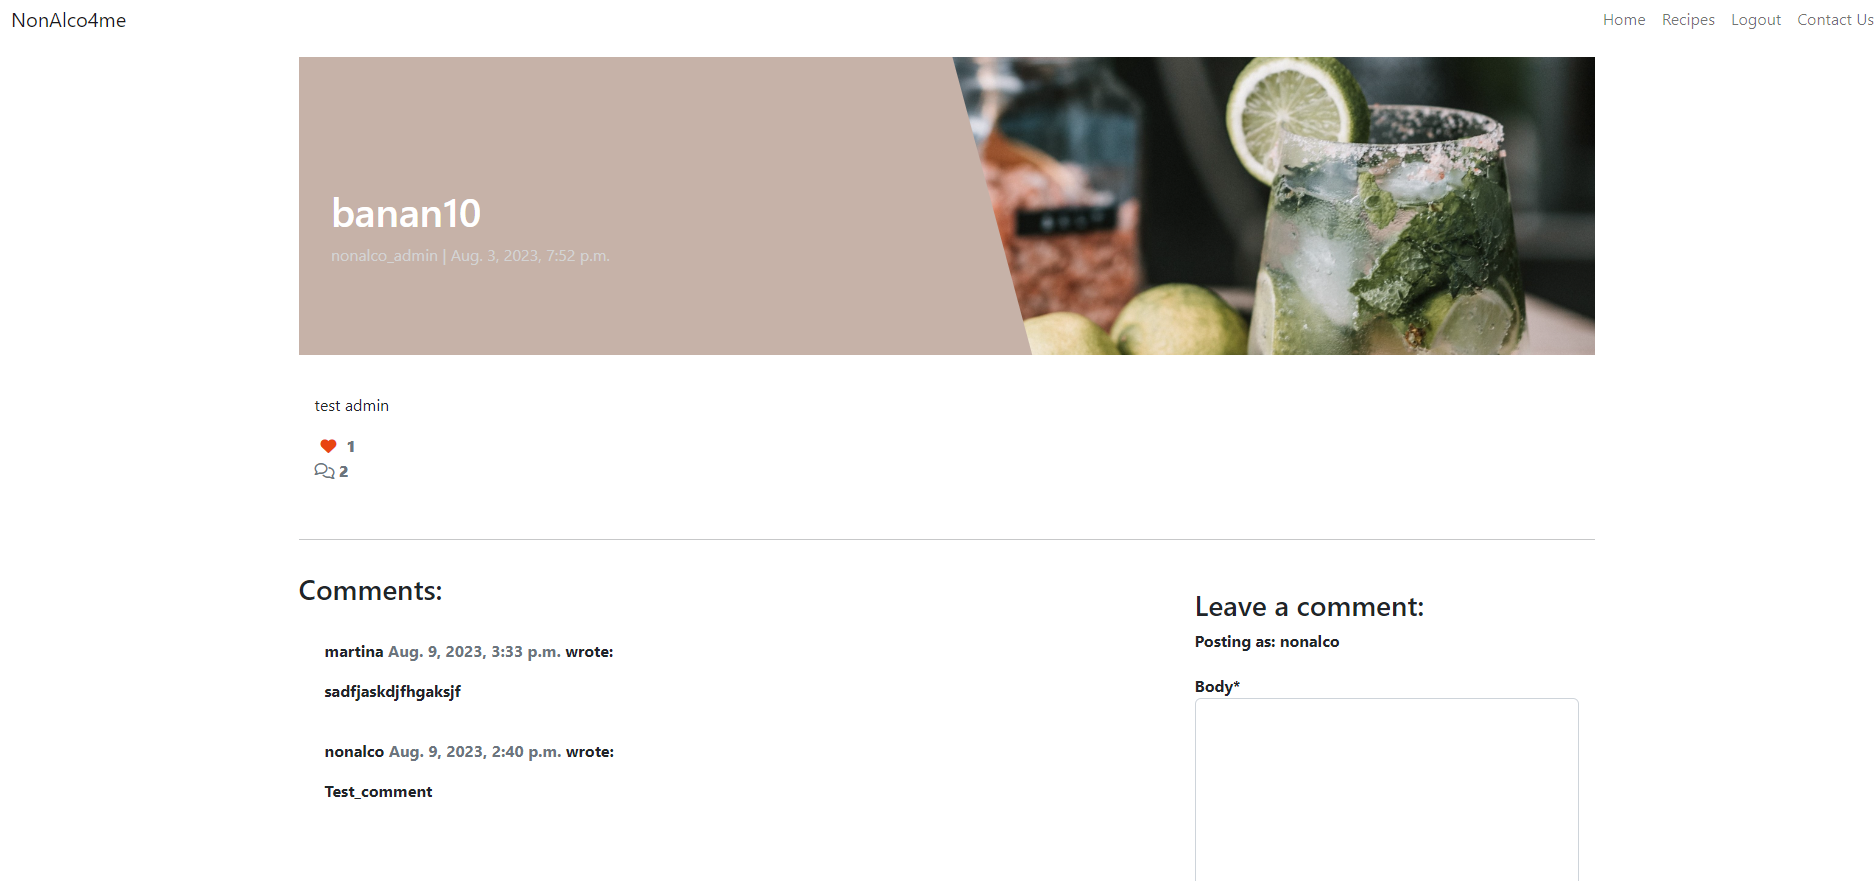 NonAlco4me
Home Recipes Logout Contact Us
banan10
nonalco_admin | Aug. 3, 2023, 7:52 p.m.
test admin
1
2
Comments:
martina Aug. 9, 2023, 3:33 p.m. wrote:
sadfjaskdjfhgaksjf
nonalco Aug. 9, 2023, 2:40 p.m. wrote:
Test_comment
Leave a comment:
Posting as: nonalco
Body*